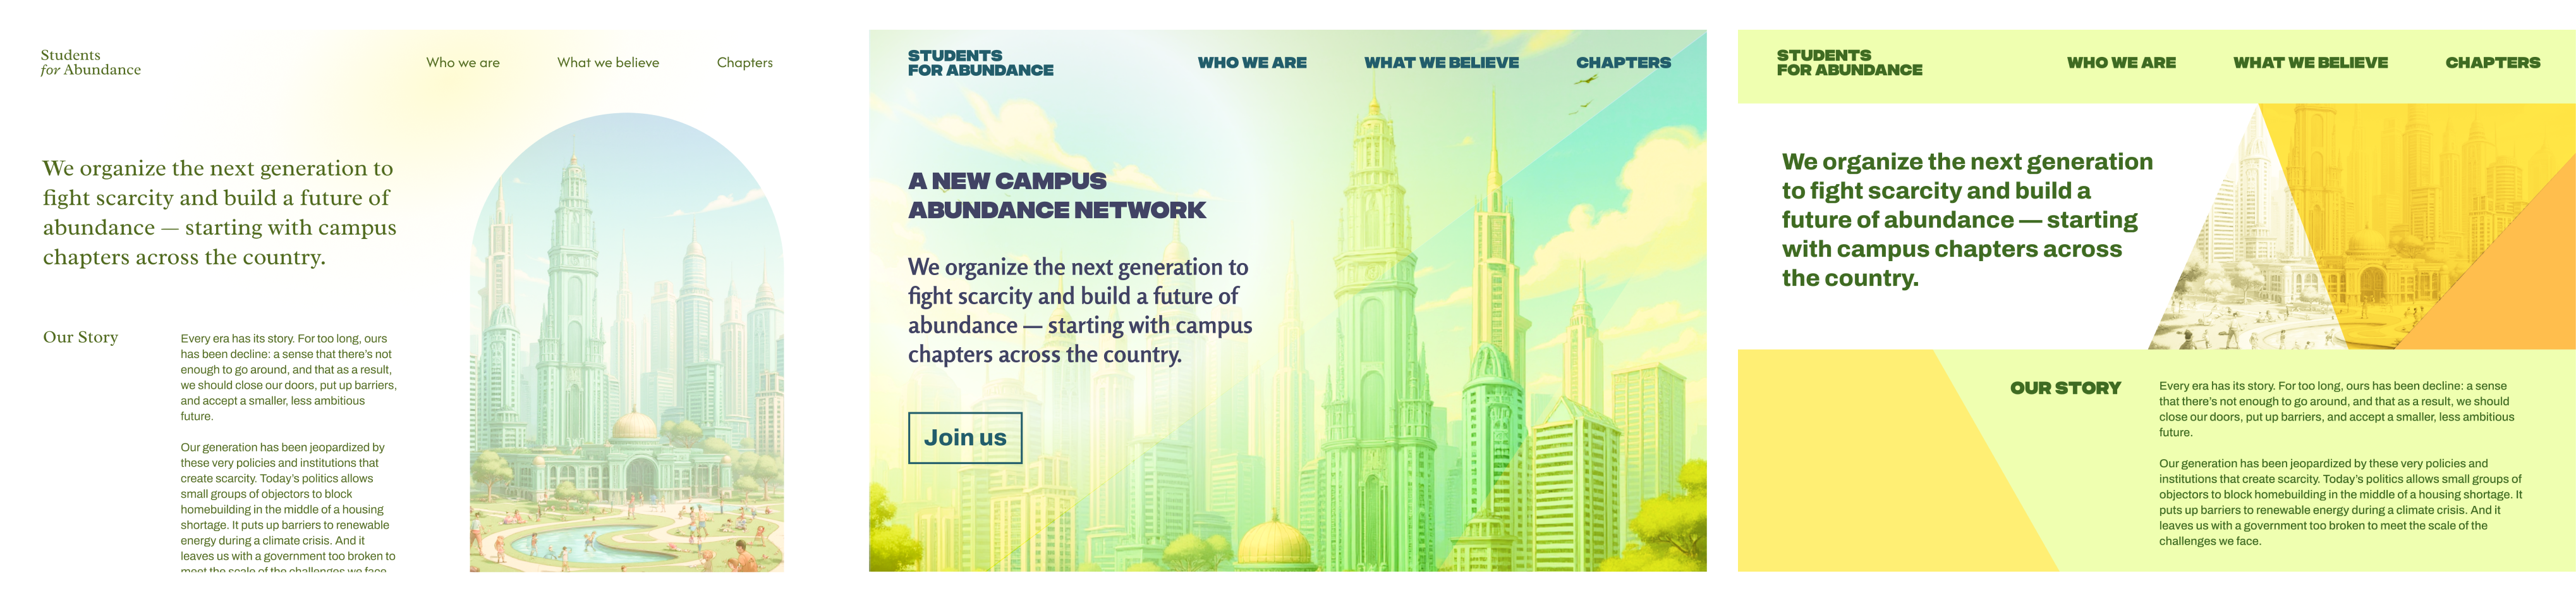 Students
for Abundance
Who we are
What we believe
Chapters
We organize the next generation to
fight scarcity and build a future of
abundance — starting with campus
chapters across the country.
Our Story
Every era has its story. For too long, ours
has been decline: a sense that there's not
enough to go around, and that as a result,
we should close our doors, put up barriers,
and accept a smaller, less ambitious
future.
Our generation has been jeopardized by
these very policies and institutions that
create scarcity. Today's politics allows
small groups of objectors to block
homebuilding in the middle of a housing
shortage. It puts up barriers to renewable
energy during a climate crisis. And it
leaves us with a government too broken to
meet the scale of the challenges we face.
STUDENTS
FOR ABUNDANCE
WHO WE ARE
WHAT WE BELIEVE
CHAPTERS
A NEW CAMPUS
ABUNDANCE NETWORK
We organize the next generation to
fight scarcity and build a future of
abundance — starting with campus
chapters across the country.
Join us
STUDENTS
FOR ABUNDANCE
WHO WE ARE
WHAT WE BELIEVE
CHAPTERS
We organize the next generation
to fight scarcity and build a
future of abundance — starting
with campus chapters across
the country.
OUR STORY
Every era has its story. For too long, ours has been decline: a sense
that there's not enough to go around, and that as a result, we should
close our doors, put up barriers, and accept a smaller, less ambitious
future.
Our generation has been jeopardized by these very policies and
institutions that create scarcity. Today's politics allows small groups of
objectors to block homebuilding in the middle of a housing shortage. It
puts up barriers to renewable energy during a climate crisis. And it
leaves us with a government too broken to meet the scale of the
challenges we face.